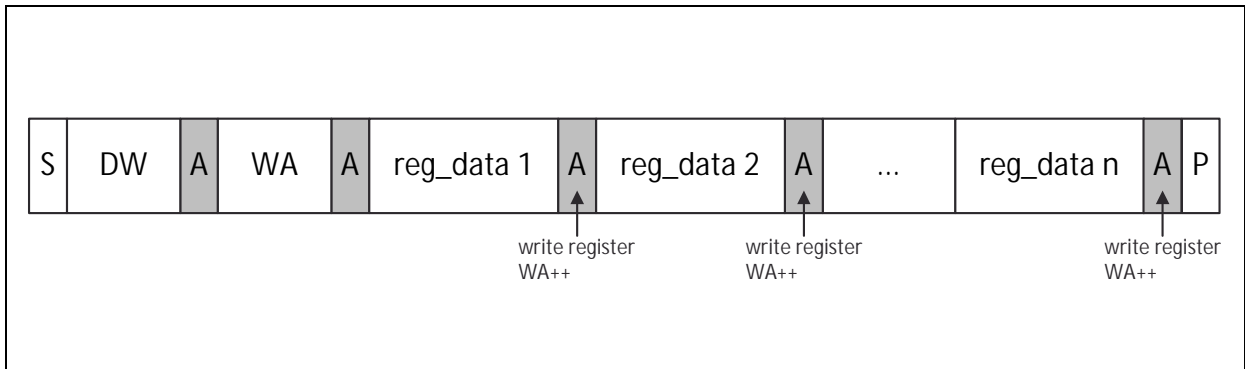 S DW A WA A reg_data 1 A reg_data 2 A ... reg_data n A P
write register write register write register
WA++ WA++ WA++